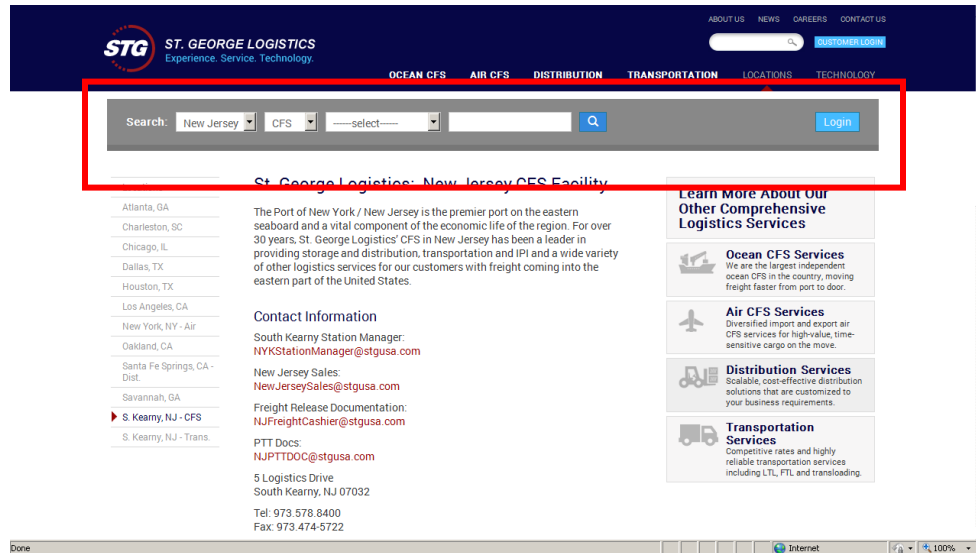 ABOUT US NEWS CAREERS CONTACT US
STG
ST. GEORGE LOGISTICS
Experience. Service. Technology.
CUSTOMER LOGIN
OCEAN CFS AIR CFS DISTRIBUTION TRANSPORTATION LOCATIONS TECHNOLOGY
Search: New Jersey CFS ------select------ Login
St. George Logistics: New Jersey CFS Facility
The Port of New York / New Jersey is the premier port on the eastern
seaboard and a vital component of the economic life of the region. For over
30 years, St. George Logistics' CFS in New Jersey has been a leader in
providing storage and distribution, transportation and IPI and a wide variety
of other logistics services for our customers with freight coming into the
eastern part of the United States.
Contact Information
South Kearny Station Manager:
NYKStationManager@stgusa.com
New Jersey Sales:
NewJerseySales@stgusa.com
Freight Release Documentation:
NJFreightCashier@stgusa.com
PTT Docs:
NJPTTDOC@stgusa.com
5 Logistics Drive
South Kearny, NJ 07032
Tel: 973.578.8400
Fax: 973.474-5722
Atlanta, GA
Charleston, SC
Chicago, IL
Dallas, TX
Houston, TX
Los Angeles, CA
New York, NY - Air
Oakland, CA
Santa Fe Springs, CA -
Dist.
Savannah, GA
S. Kearny, NJ - CFS
S. Kearny, NJ - Trans.
Learn More About Our
Other Comprehensive
Logistics Services
Ocean CFS Services
We are the largest independent
ocean CFS in the country, moving
freight faster from port to door.
Air CFS Services
Diversified import and export air
CFS services for high-value, time-
sensitive cargo on the move.
Distribution Services
Scalable, cost-effective distribution
solutions that are customized to
your business requirements.
Transportation
Services
Competitive rates and highly
reliable transportation services
including LTL, FTL and transloading.
Done Internet 100%